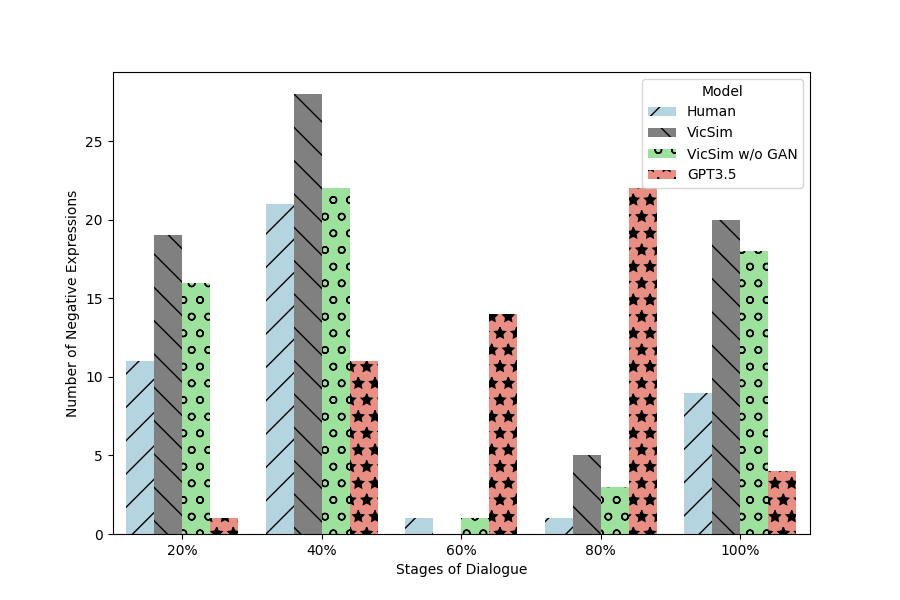 Model
Human
VicSim
VicSim w/o GAN
GPT3.5
Number of Negative Expressions
25
20
15
10
5
0
20% 40% 60% 80% 100%
Stages of Dialogue